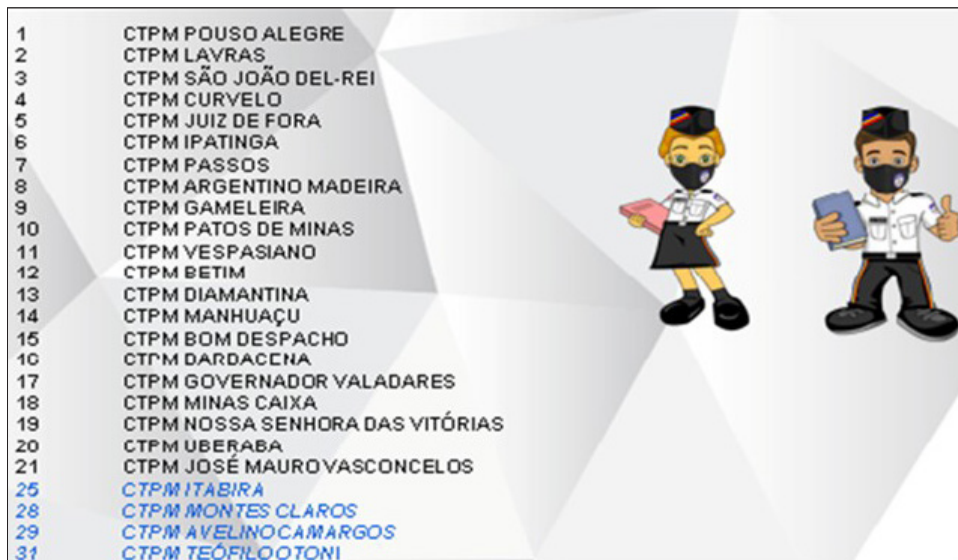 1 CTPM POUSO ALEGRE
2 CTPM LAVRAS
3 CTPM SÃO JOÃO DEL-REI
4 CTPM CURVELO
5 CTPM JUIZ DE FORA
6 CTPM IPATINGA
7 CTPM PASSOS
8 CTPM ARGENTINO MADEIRA
9 CTPM GAMELEIRA
10 CTPM PATOS DE MINAS
11 CTPM VESPASIANO
12 CTPM BETIM
13 CTPM DIAMANTINA
14 CTPM MANHUAÇU
15 CTPM BOM DESPACHO
16 CTPM BARBACENA
17 CTPM GOVERNADOR VALADARES
18 CTPM MINAS CAIXA
19 CTPM NOSSA SENHORA DAS VITÓRIAS
20 CTPM UBERABA
21 CTPM JOSÉ MAURO VASCONCELOS
25 CTPM ITABIRA
28 CTPM MONTES CLAROS
29 CTPM AVELINO CAMARGOS
31 CTPM TEÓFILO OTONI